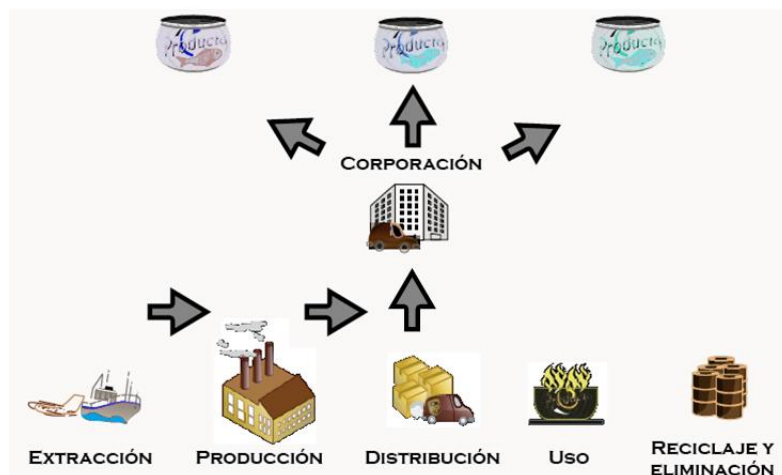 Producto
Producto
Producto
CORPORACIÓN
EXTRACCIÓN
PRODUCCIÓN
DISTRIBUCIÓN
USO
RECICLAJE Y
ELIMINACIÓN